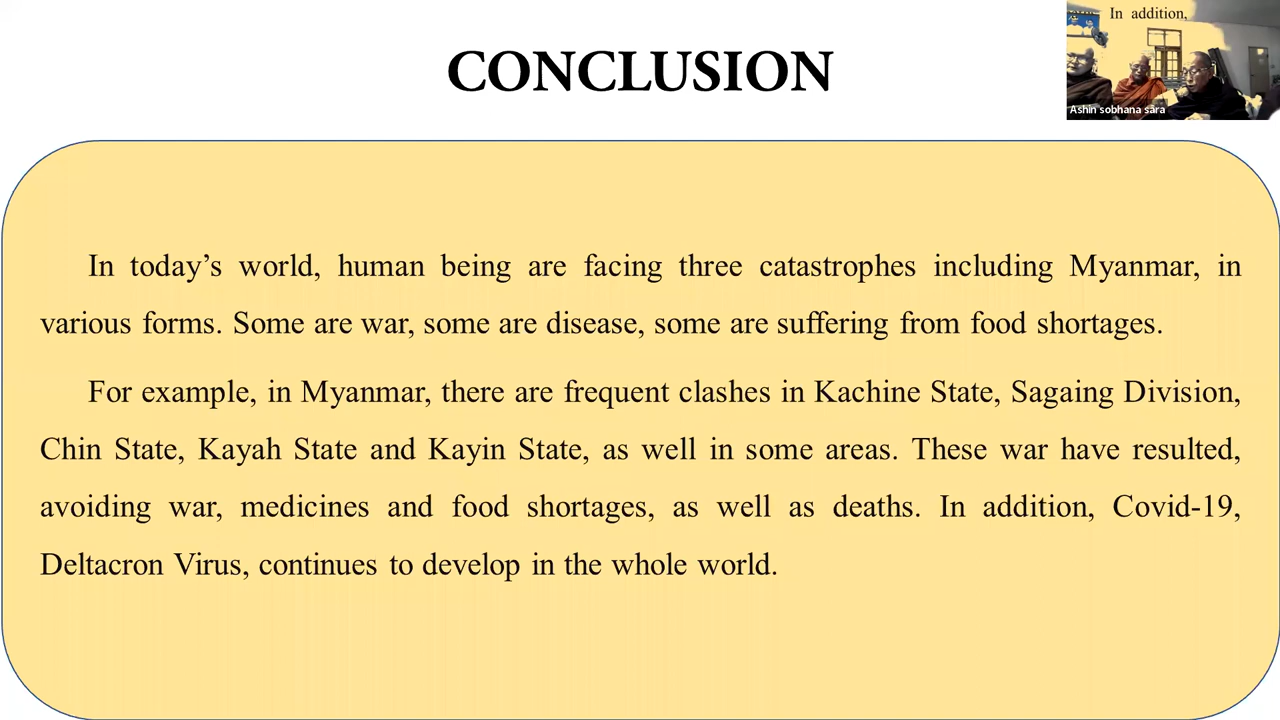 CONCLUSION
In addition,
Ashin sobhana sara
In today’s world, human being are facing three catastrophes including Myanmar, in
various forms. Some are war, some are disease, some are suffering from food shortages.
For example, in Myanmar, there are frequent clashes in Kachine State, Sagaing Division,
Chin State, Kayah State and Kayin State, as well in some areas. These war have resulted,
avoiding war, medicines and food shortages, as well as deaths. In addition, Covid-19,
Deltacron Virus, continues to develop in the whole world.